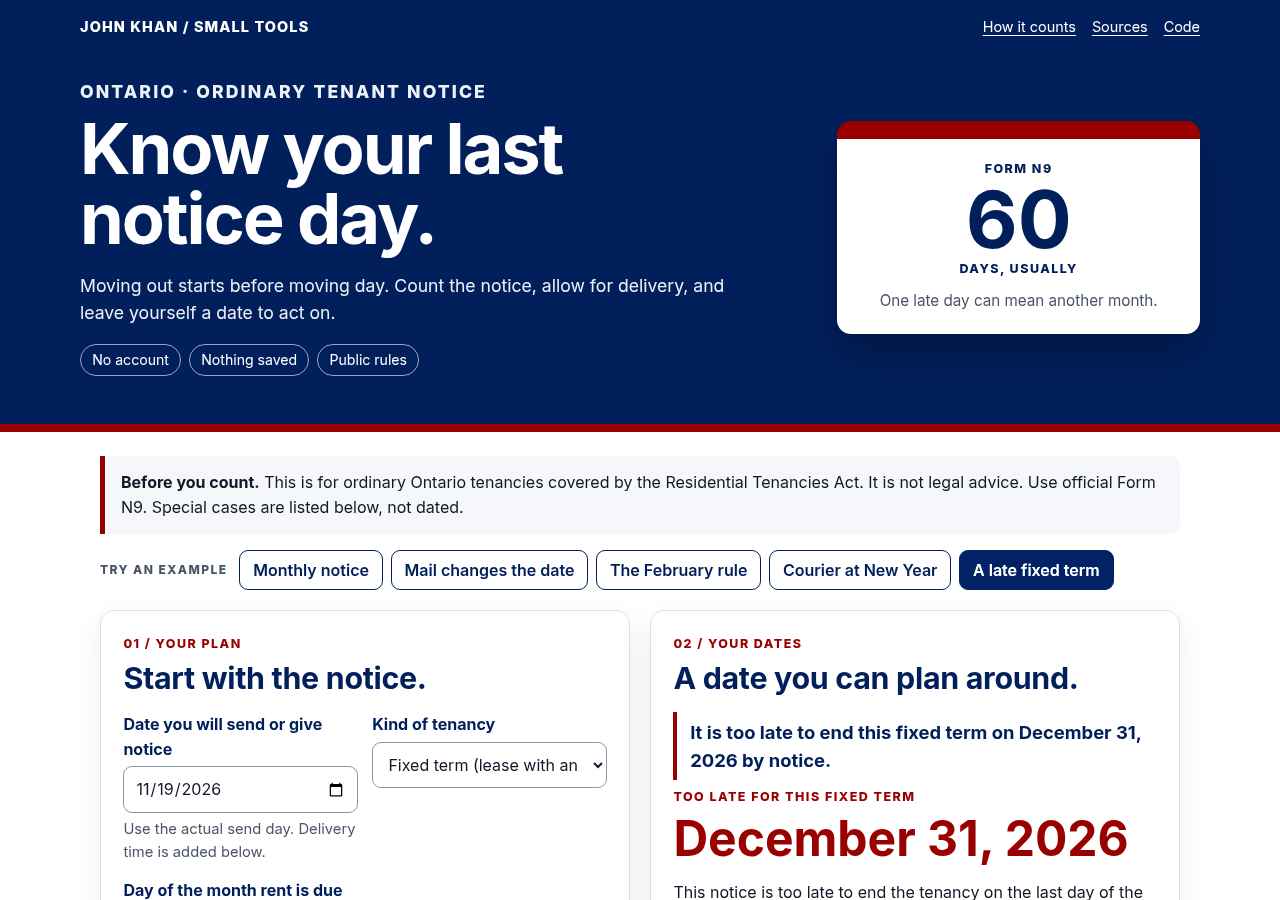 JOHN KHAN / SMALL TOOLS
How it counts Sources Code
ONTARIO · ORDINARY TENANT NOTICE
Know your last
notice day.
Moving out starts before moving day. Count the notice, allow for delivery, and
leave yourself a date to act on.
No account Nothing saved Public rules
FORM N9
60
DAYS, USUALLY
One late day can mean another month.
Before you count. This is for ordinary Ontario tenancies covered by the Residential Tenancies Act. It is not legal advice. Use official Form
N9. Special cases are listed below, not dated.
TRY AN EXAMPLE Monthly notice Mail changes the date The February rule Courier at New Year A late fixed term
01 / YOUR PLAN
Start with the notice.
Date you will send or give
notice
11/19/2026
Use the actual send day. Delivery
time is added below.
Kind of tenancy
Fixed term (lease with an
Day of the month rent is due
02 / YOUR DATES
A date you can plan around.
It is too late to end this fixed term on December 31,
2026 by notice.
TOO LATE FOR THIS FIXED TERM
December 31, 2026
This notice is too late to end the tenancy on the last day of the